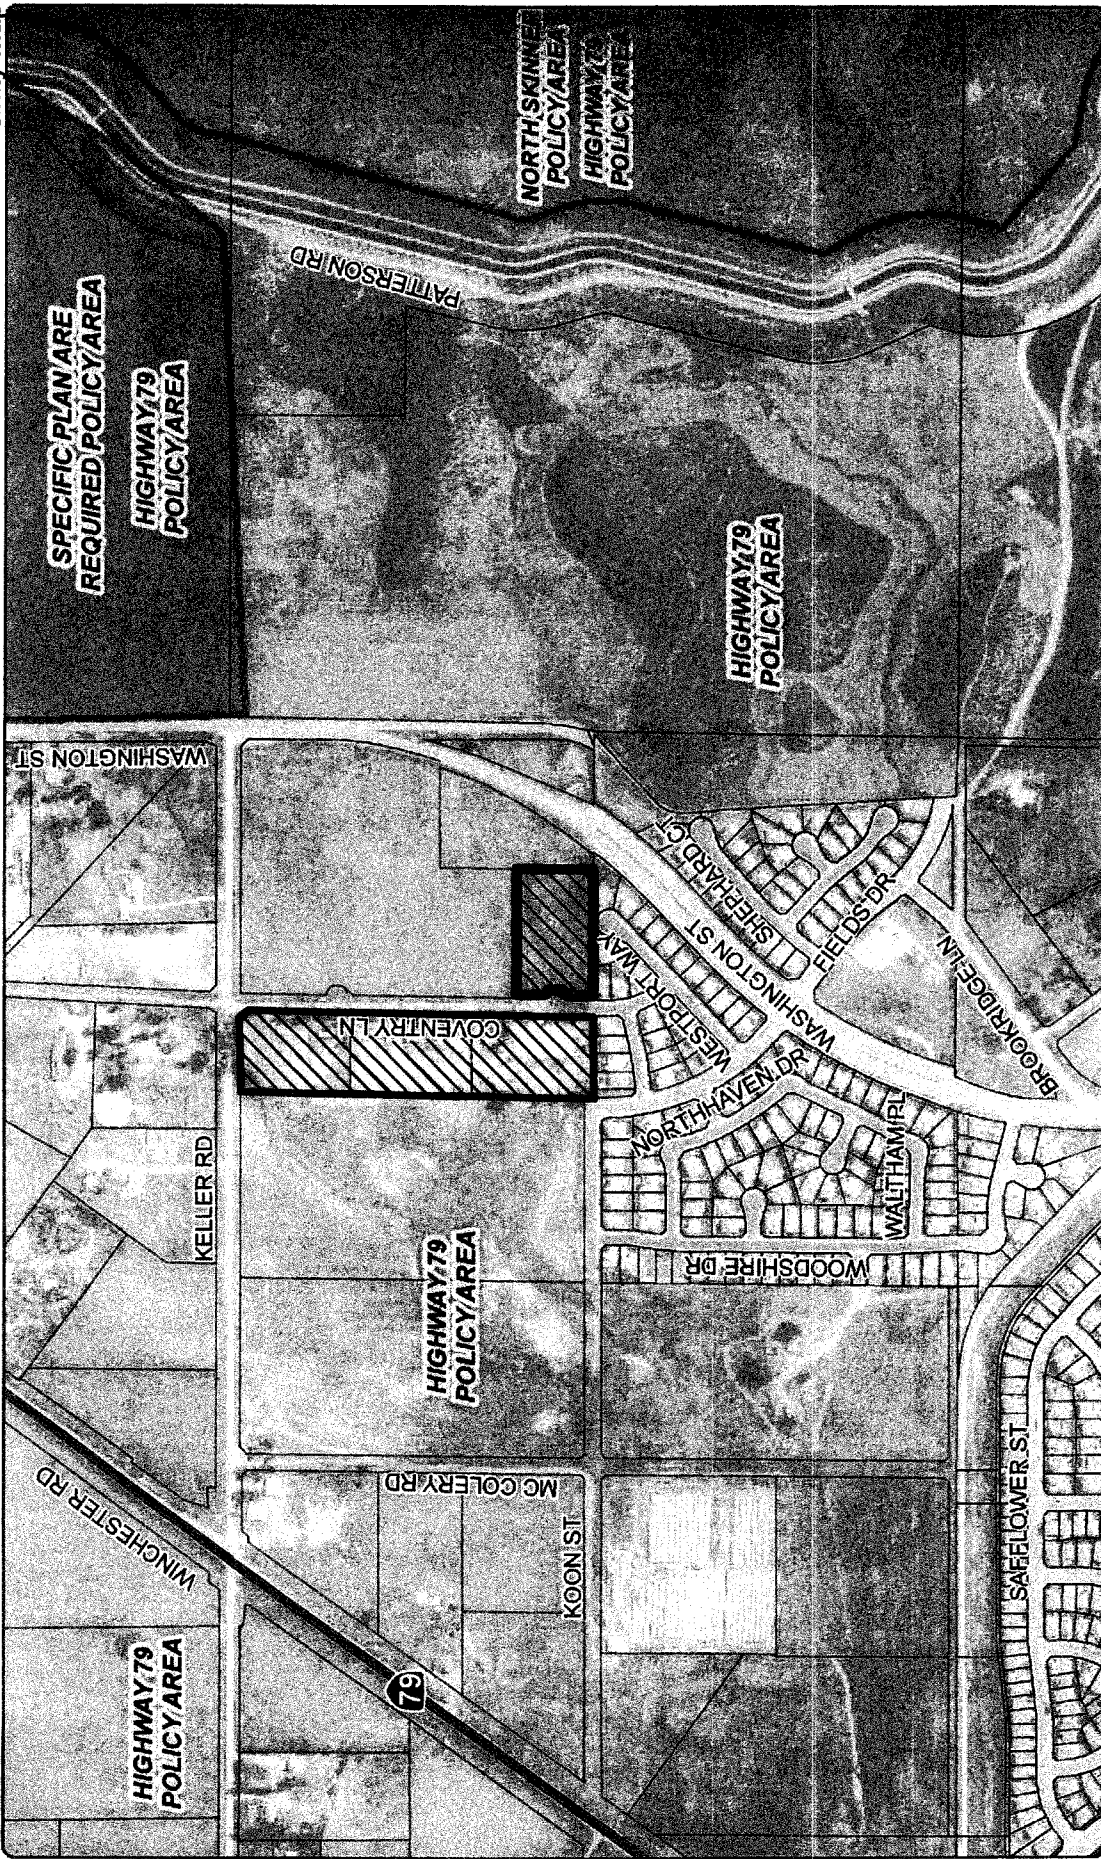 NORTH SKINNER
POLICY AREA
HIGHWAY 79
POLICY AREA
SPECIFIC PLAN ARE
REQUIRED POLICY AREA
HIGHWAY 79
POLICY AREA
PATTERSON RD
HIGHWAY 79
POLICY AREA
WASHINGTON ST
SHEPHARD CT
FIELDS DR
WASHINGTON ST
WESTPORT WAY
BROOKRIDGE LN
COVENTRY LN
NORTHHAVEN DR
WALTHAM PL
KELLER RD
WOODSHIRE DR
HIGHWAY 79
POLICY AREA
MC COLERY RD
WINCHESTER RD
KOON ST
SAFFLOWER ST
HIGHWAY 79
POLICY AREA
79